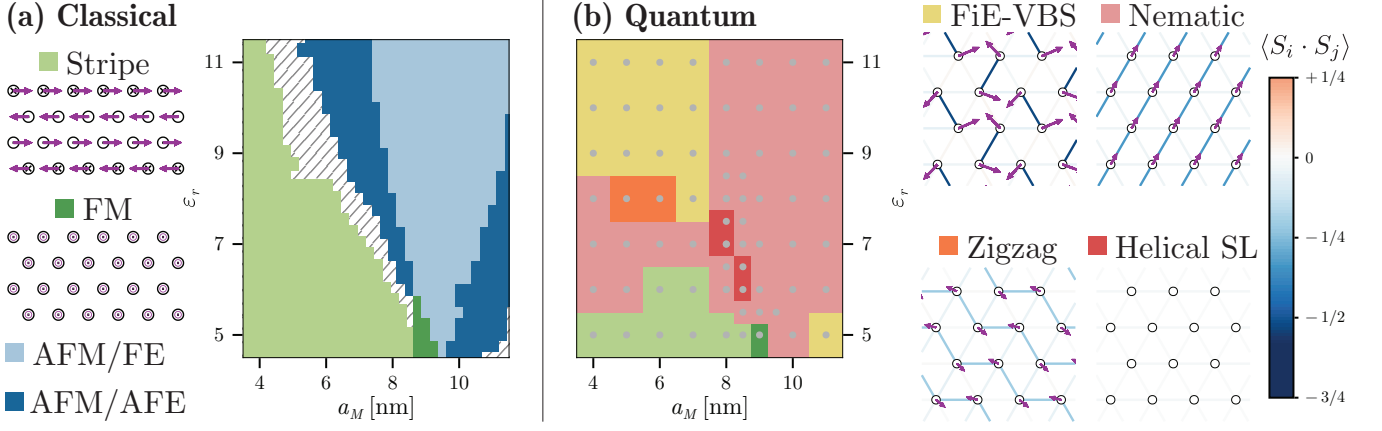 (a) Classical
Stripe
FM
AFM/FE
AFM/AFE
ε_r
11
9
7
5
4
6
8
10
a_M [nm]
(b) Quantum
4
6
8
10
a_M [nm]
11
9
7
5
ε_r
FiE-VBS
Nematic
Zigzag
Helical SL
⟨S_i · S_j⟩
+1/4
0
−1/4
−1/2
−3/4